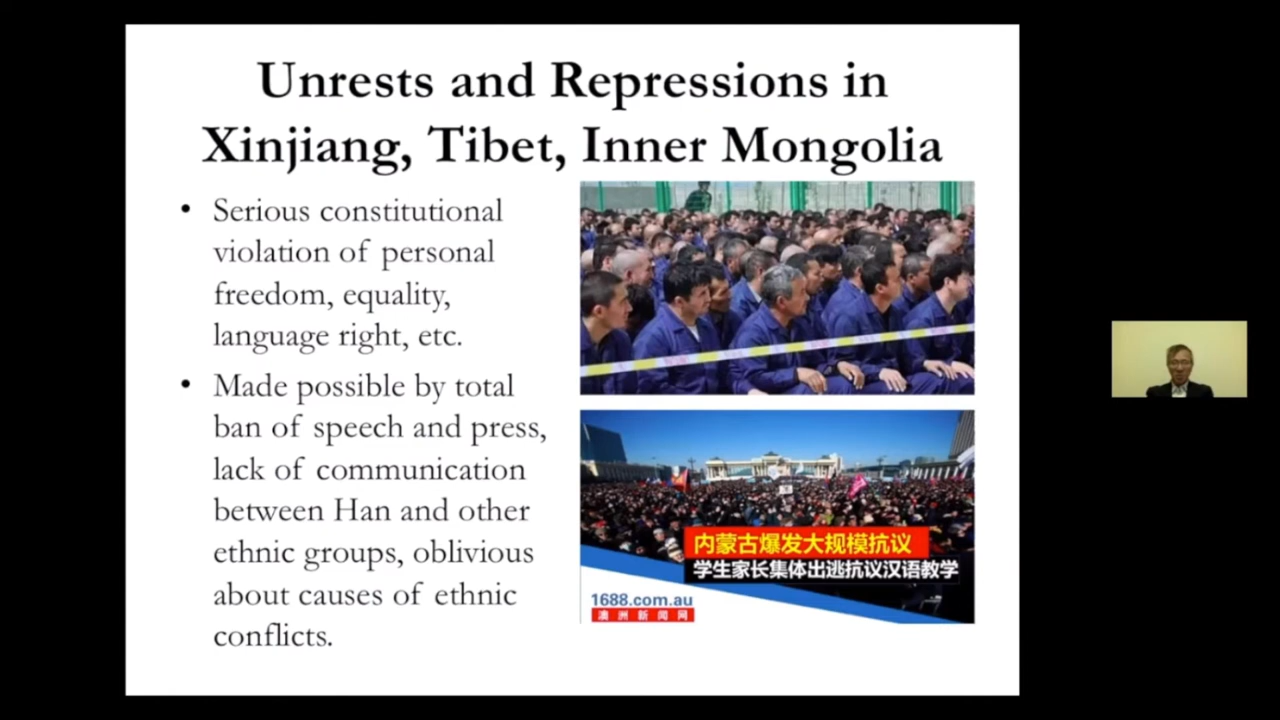 Unrests and Repressions in
Xinjiang, Tibet, Inner Mongolia
• Serious constitutional
violation of personal
freedom, equality,
language right, etc.
• Made possible by total
ban of speech and press,
lack of communication
between Han and other
ethnic groups, oblivious
about causes of ethnic
conflicts.
内蒙古爆发大规模抗议
学生家长集体出逃抗议汉语教学
1688.com.au
澳洲新闻网